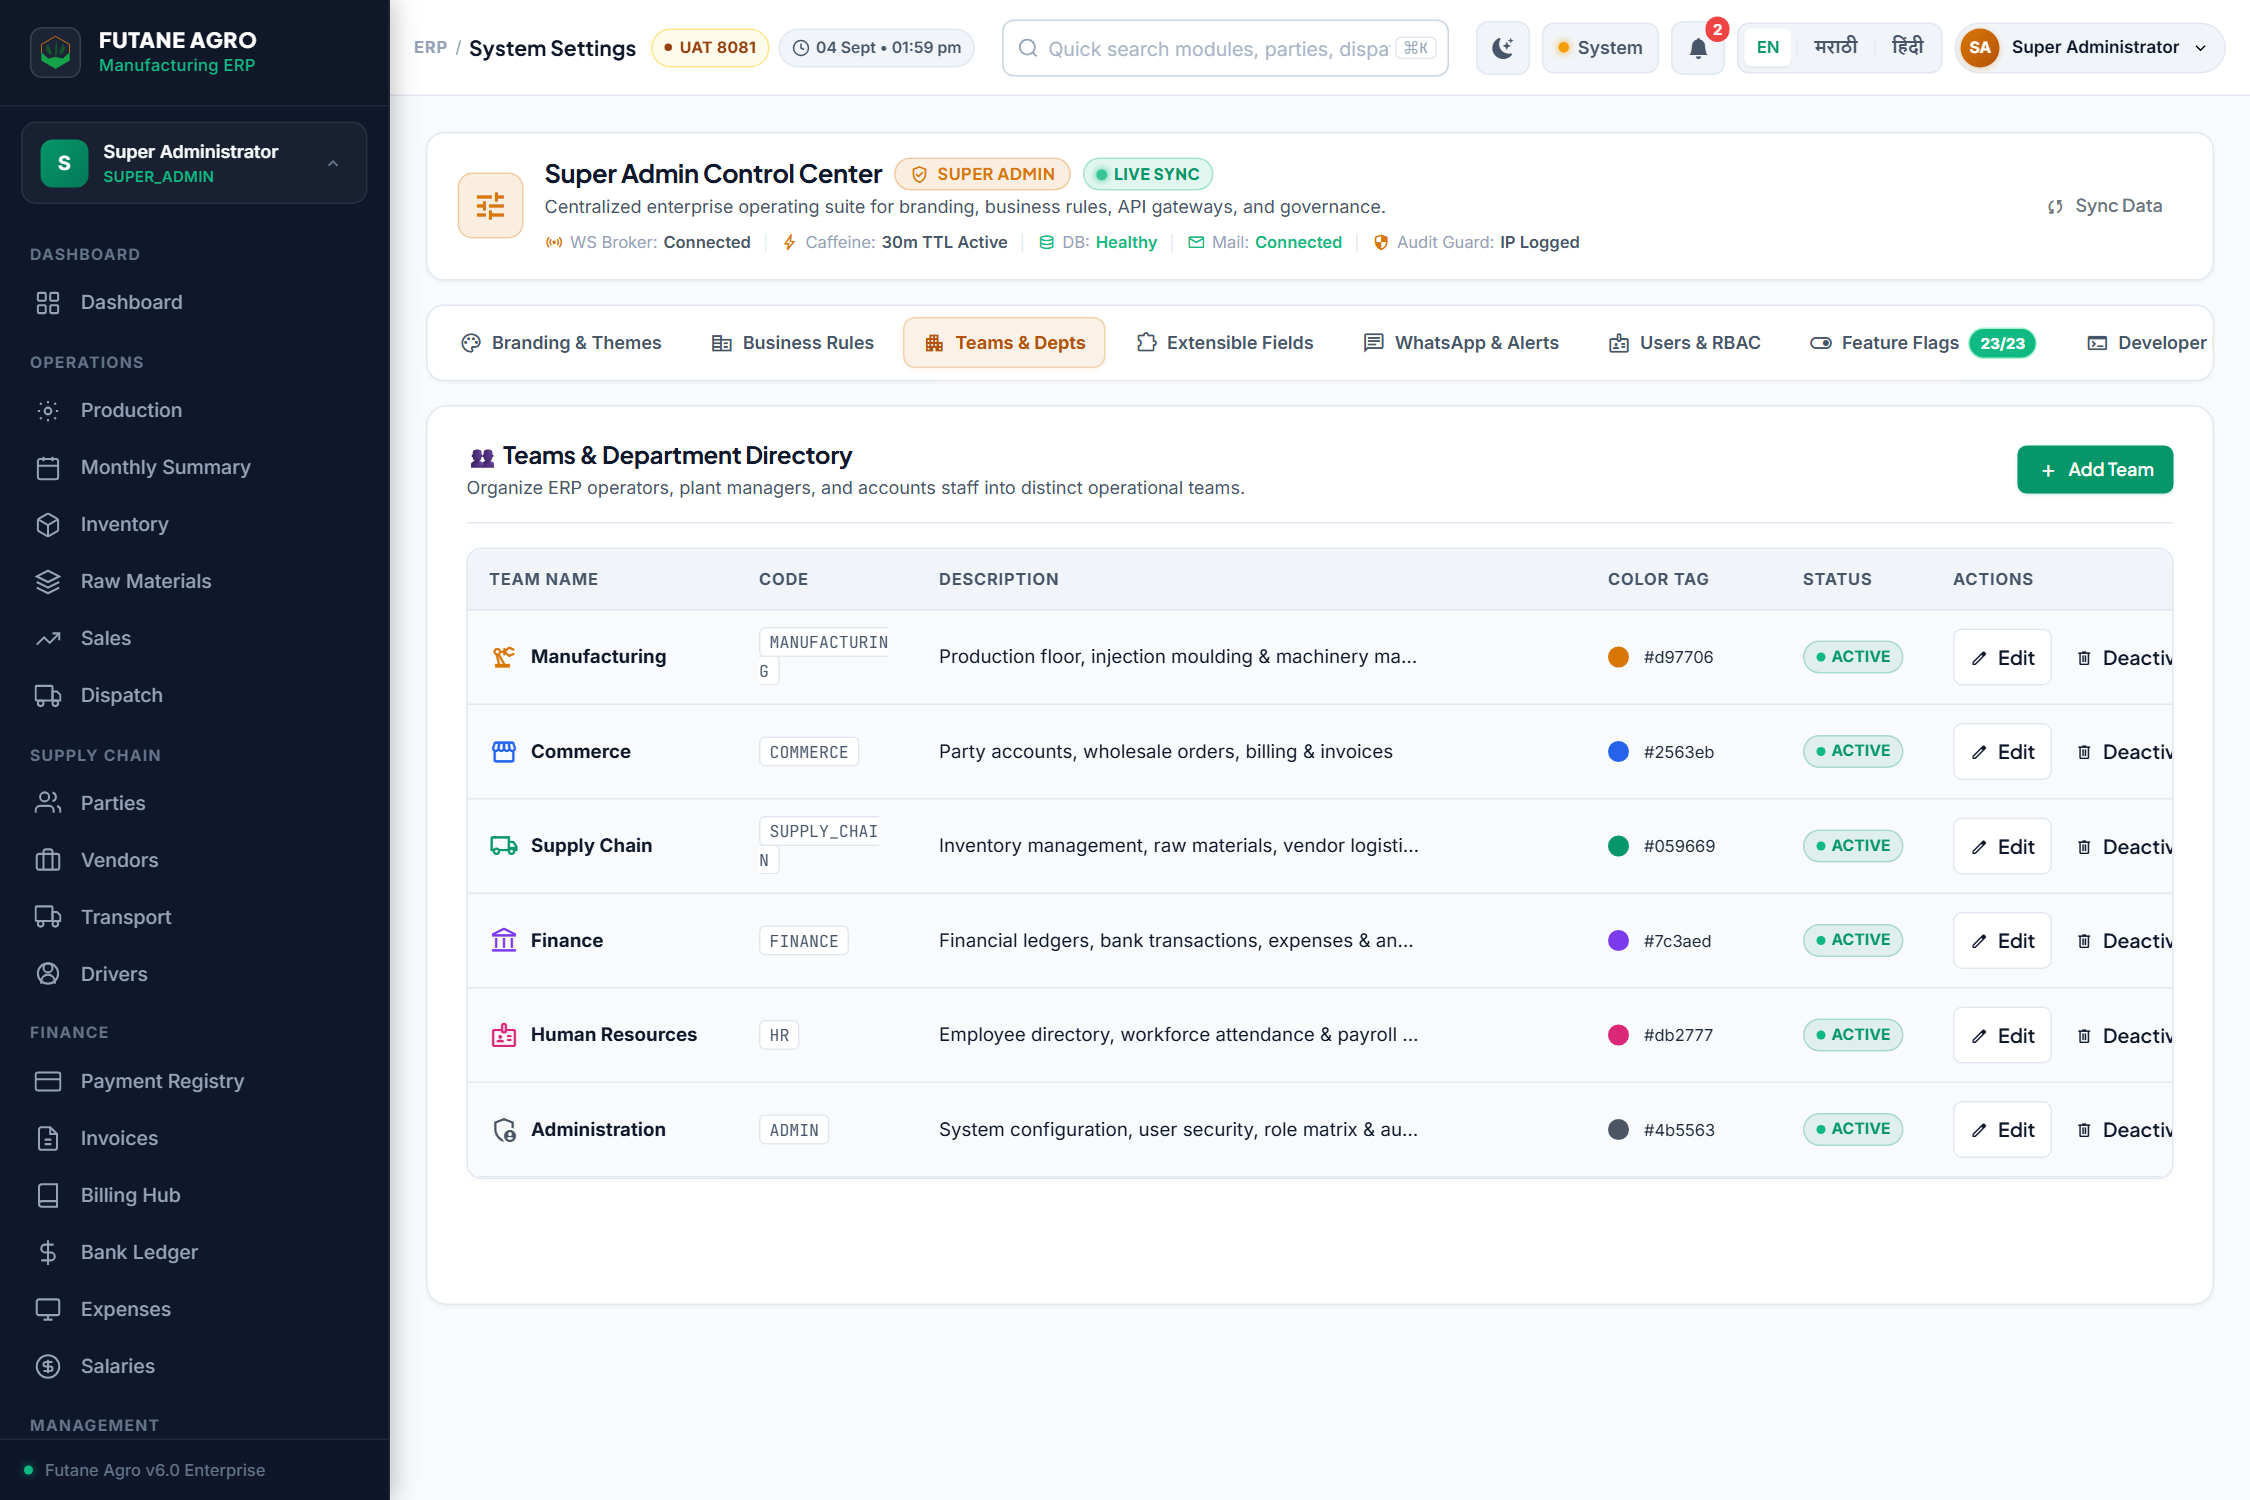 FUTANE AGRO
Manufacturing ERP
S
Super Administrator
SUPER_ADMIN
DASHBOARD
Dashboard
OPERATIONS
Production
Monthly Summary
Inventory
Raw Materials
Sales
Dispatch
SUPPLY CHAIN
Parties
Vendors
Transport
Drivers
FINANCE
Payment Registry
Invoices
Billing Hub
Bank Ledger
Expenses
Salaries
MANAGEMENT
Futane Agro v6.0 Enterprise
ERP / System Settings
UAT 8081
04 Sept • 01:59 pm
Quick search modules, parties, dispa
⌘K
System
2
EN
मराठी
हिंदी
SA
Super Administrator
Super Admin Control Center
SUPER ADMIN
LIVE SYNC
Centralized enterprise operating suite for branding, business rules, API gateways, and governance.
WS Broker: Connected
Caffeine: 30m TTL Active
DB: Healthy
Mail: Connected
Audit Guard: IP Logged
Sync Data
Branding & Themes
Business Rules
Teams & Depts
Extensible Fields
WhatsApp & Alerts
Users & RBAC
Feature Flags 23/23
Developer
Teams & Department Directory
Organize ERP operators, plant managers, and accounts staff into distinct operational teams.
+ Add Team
TEAM NAME CODE DESCRIPTION COLOR TAG STATUS ACTIONS
Manufacturing MANUFACTURIN
G Production floor, injection moulding & machinery ma... #d97706 ACTIVE Edit Deactiv
Commerce COMMERCE Party accounts, wholesale orders, billing & invoices #2563eb ACTIVE Edit Deactiv
Supply Chain SUPPLY_CHAI
N Inventory management, raw materials, vendor logisti... #059669 ACTIVE Edit Deactiv
Finance FINANCE Financial ledgers, bank transactions, expenses & an... #7c3aed ACTIVE Edit Deactiv
Human Resources HR Employee directory, workforce attendance & payroll ... #db2777 ACTIVE Edit Deactiv
Administration ADMIN System configuration, user security, role matrix & au... #4b5563 ACTIVE Edit Deactiv